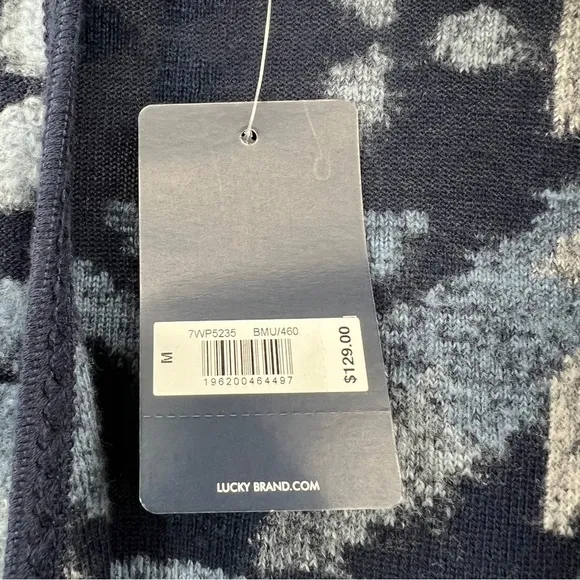 7WP5235 BMU/460
M
196200464497
$129.00
LUCKY BRAND.COM